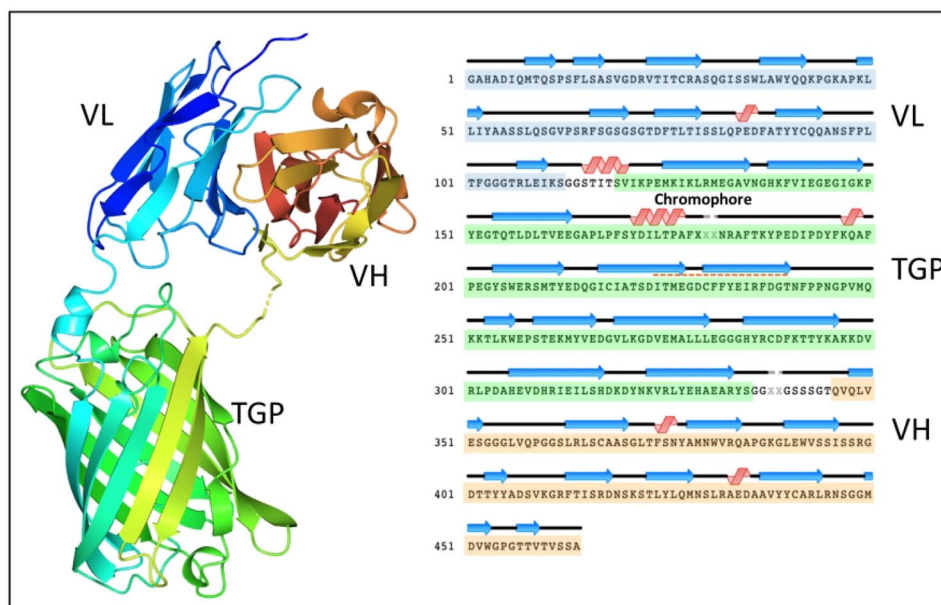 VL
VH
TGP
1 GAHADIQMTQSPSFLSASVGDRVTITCRASQGISSWLAWYQQKPGKAPKL
VL
51 LIYAASSLQSGVPSRFSGSGSGTDFTLTISSLQPEDFATYYCQQANSFPL
101 TFGGGTRLEIKSGGSTITSVIKPEMKIKLRMEGAVNGHKFVIEGEGIGKP
Chromophore
151 YEGTQTLDLTVEEGAPLPFSYDILTPAFXXXNRAFTKYPEDIPDYFKQAF
TGP
201 PEGYSWERSMTYEDQGICIATSDITMEGDCFFYEIRFDGTNFPPNGPVMQ
251 KKTLKWEPSTEKMYVEDGVLKGDVEMALLLEGGGHYRCDFKTTYKAKKDV
301 RLPDAHEVDHRIEILSHDKDYNKVRLYEHAEARYSGGXXGSSSGTQVQLV
VH
351 ESGGGLVQPGGSLRLSCAASGLTFSNYAMNWVRQAPGKGLEWVSSISSRG
401 DTTYYADSVKGRFTISRDNSKSTLYLQMNSLRAEDAAVYYCARLRNSGGM
451 DVWGPGTTVTVSSA